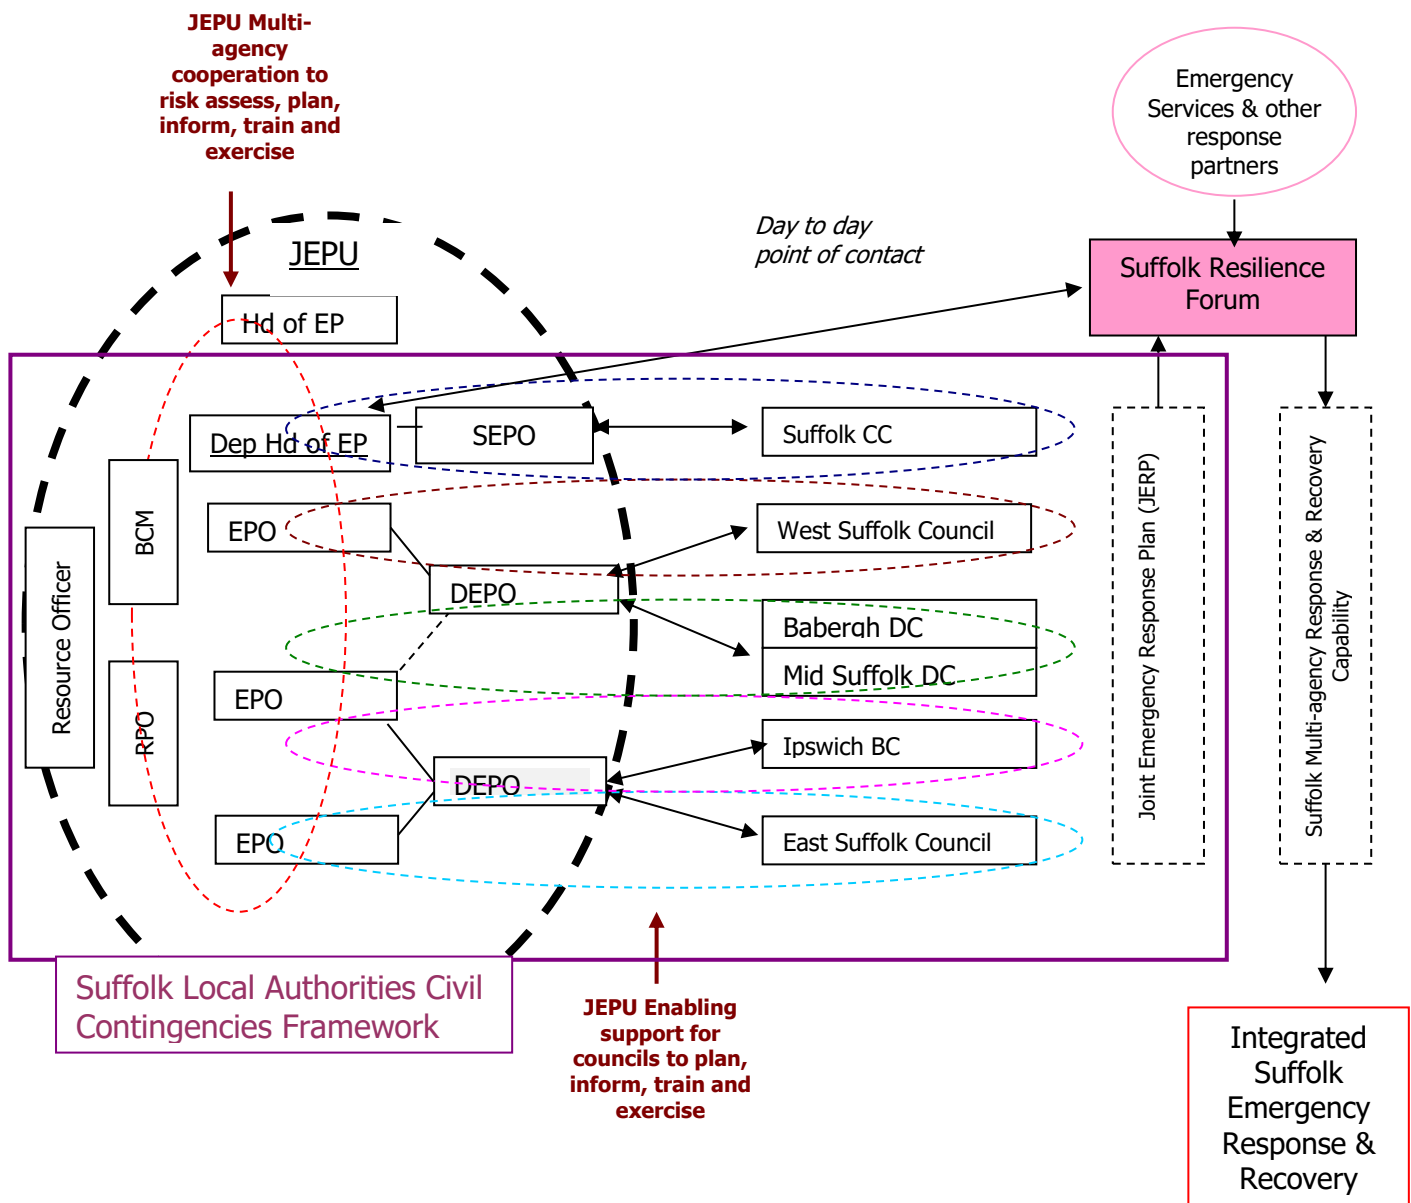 JEPU Multi-
agency
cooperation to
risk assess, plan,
inform, train and
exercise
Emergency
Services & other
response
partners
Day to day
point of contact
JEPU
Suffolk Resilience
Forum
Hd of EP
Dep Hd of EP
SEPO
Suffolk CC
BCM
EPO
West Suffolk Council
DEPO
Babergh DC
Mid Suffolk DC
Resource Officer
RPO
EPO
Ipswich BC
DEPO
EPO
East Suffolk Council
Joint Emergency Response Plan (JERP)
Suffolk Multi-agency Response & Recovery
Capability
Suffolk Local Authorities Civil
Contingencies Framework
JEPU Enabling
support for
councils to plan,
inform, train and
exercise
Integrated
Suffolk
Emergency
Response &
Recovery